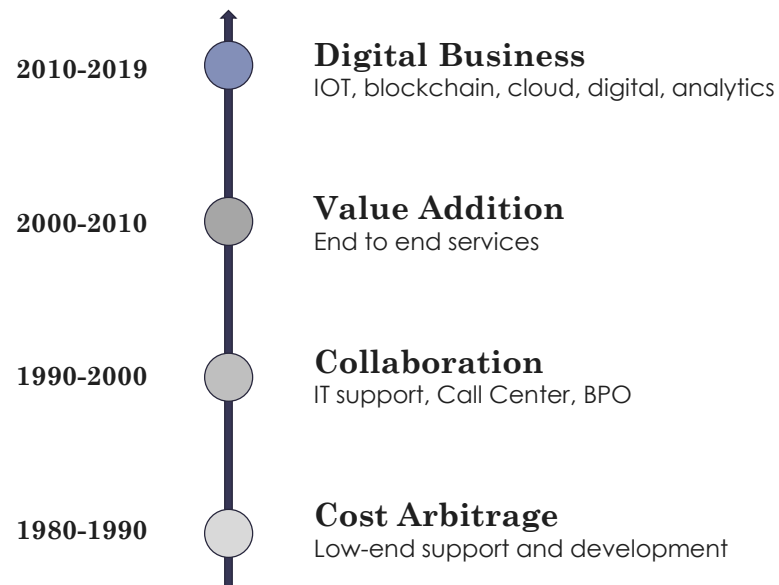 2010-2019
Digital Business
IOT, blockchain, cloud, digital, analytics
2000-2010
Value Addition
End to end services
1990-2000
Collaboration
IT support, Call Center, BPO
1980-1990
Cost Arbitrage
Low-end support and development